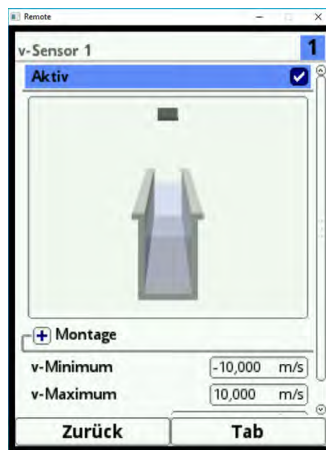 Remote
v-Sensor 1 1
Aktiv
Montage
v-Minimum -10,000 m/s
v-Maximum 10,000 m/s
Zurück Tab